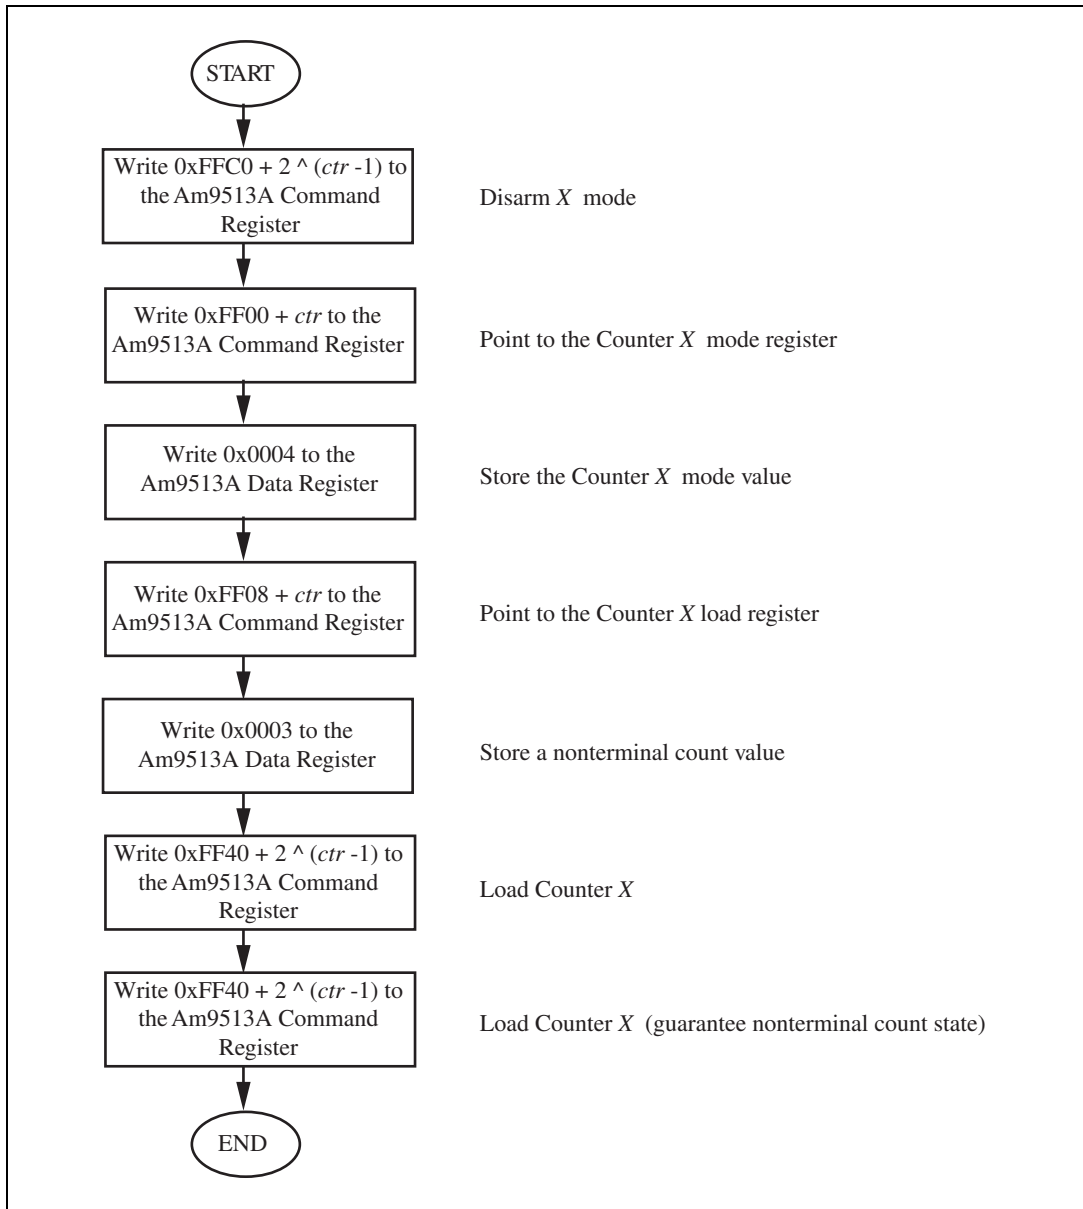 START
Write 0xFFC0 + 2 ^ (ctr -1) to
the Am9513A Command
Register
Disarm X mode
Write 0xFF00 + ctr to the
Am9513A Command Register
Point to the Counter X mode register
Write 0x0004 to the
Am9513A Data Register
Store the Counter X mode value
Write 0xFF08 + ctr to the
Am9513A Command Register
Point to the Counter X load register
Write 0x0003 to the
Am9513A Data Register
Store a nonterminal count value
Write 0xFF40 + 2 ^ (ctr -1) to
the Am9513A Command
Register
Load Counter X
Write 0xFF40 + 2 ^ (ctr -1) to
the Am9513A Command
Register
Load Counter X (guarantee nonterminal count state)
END